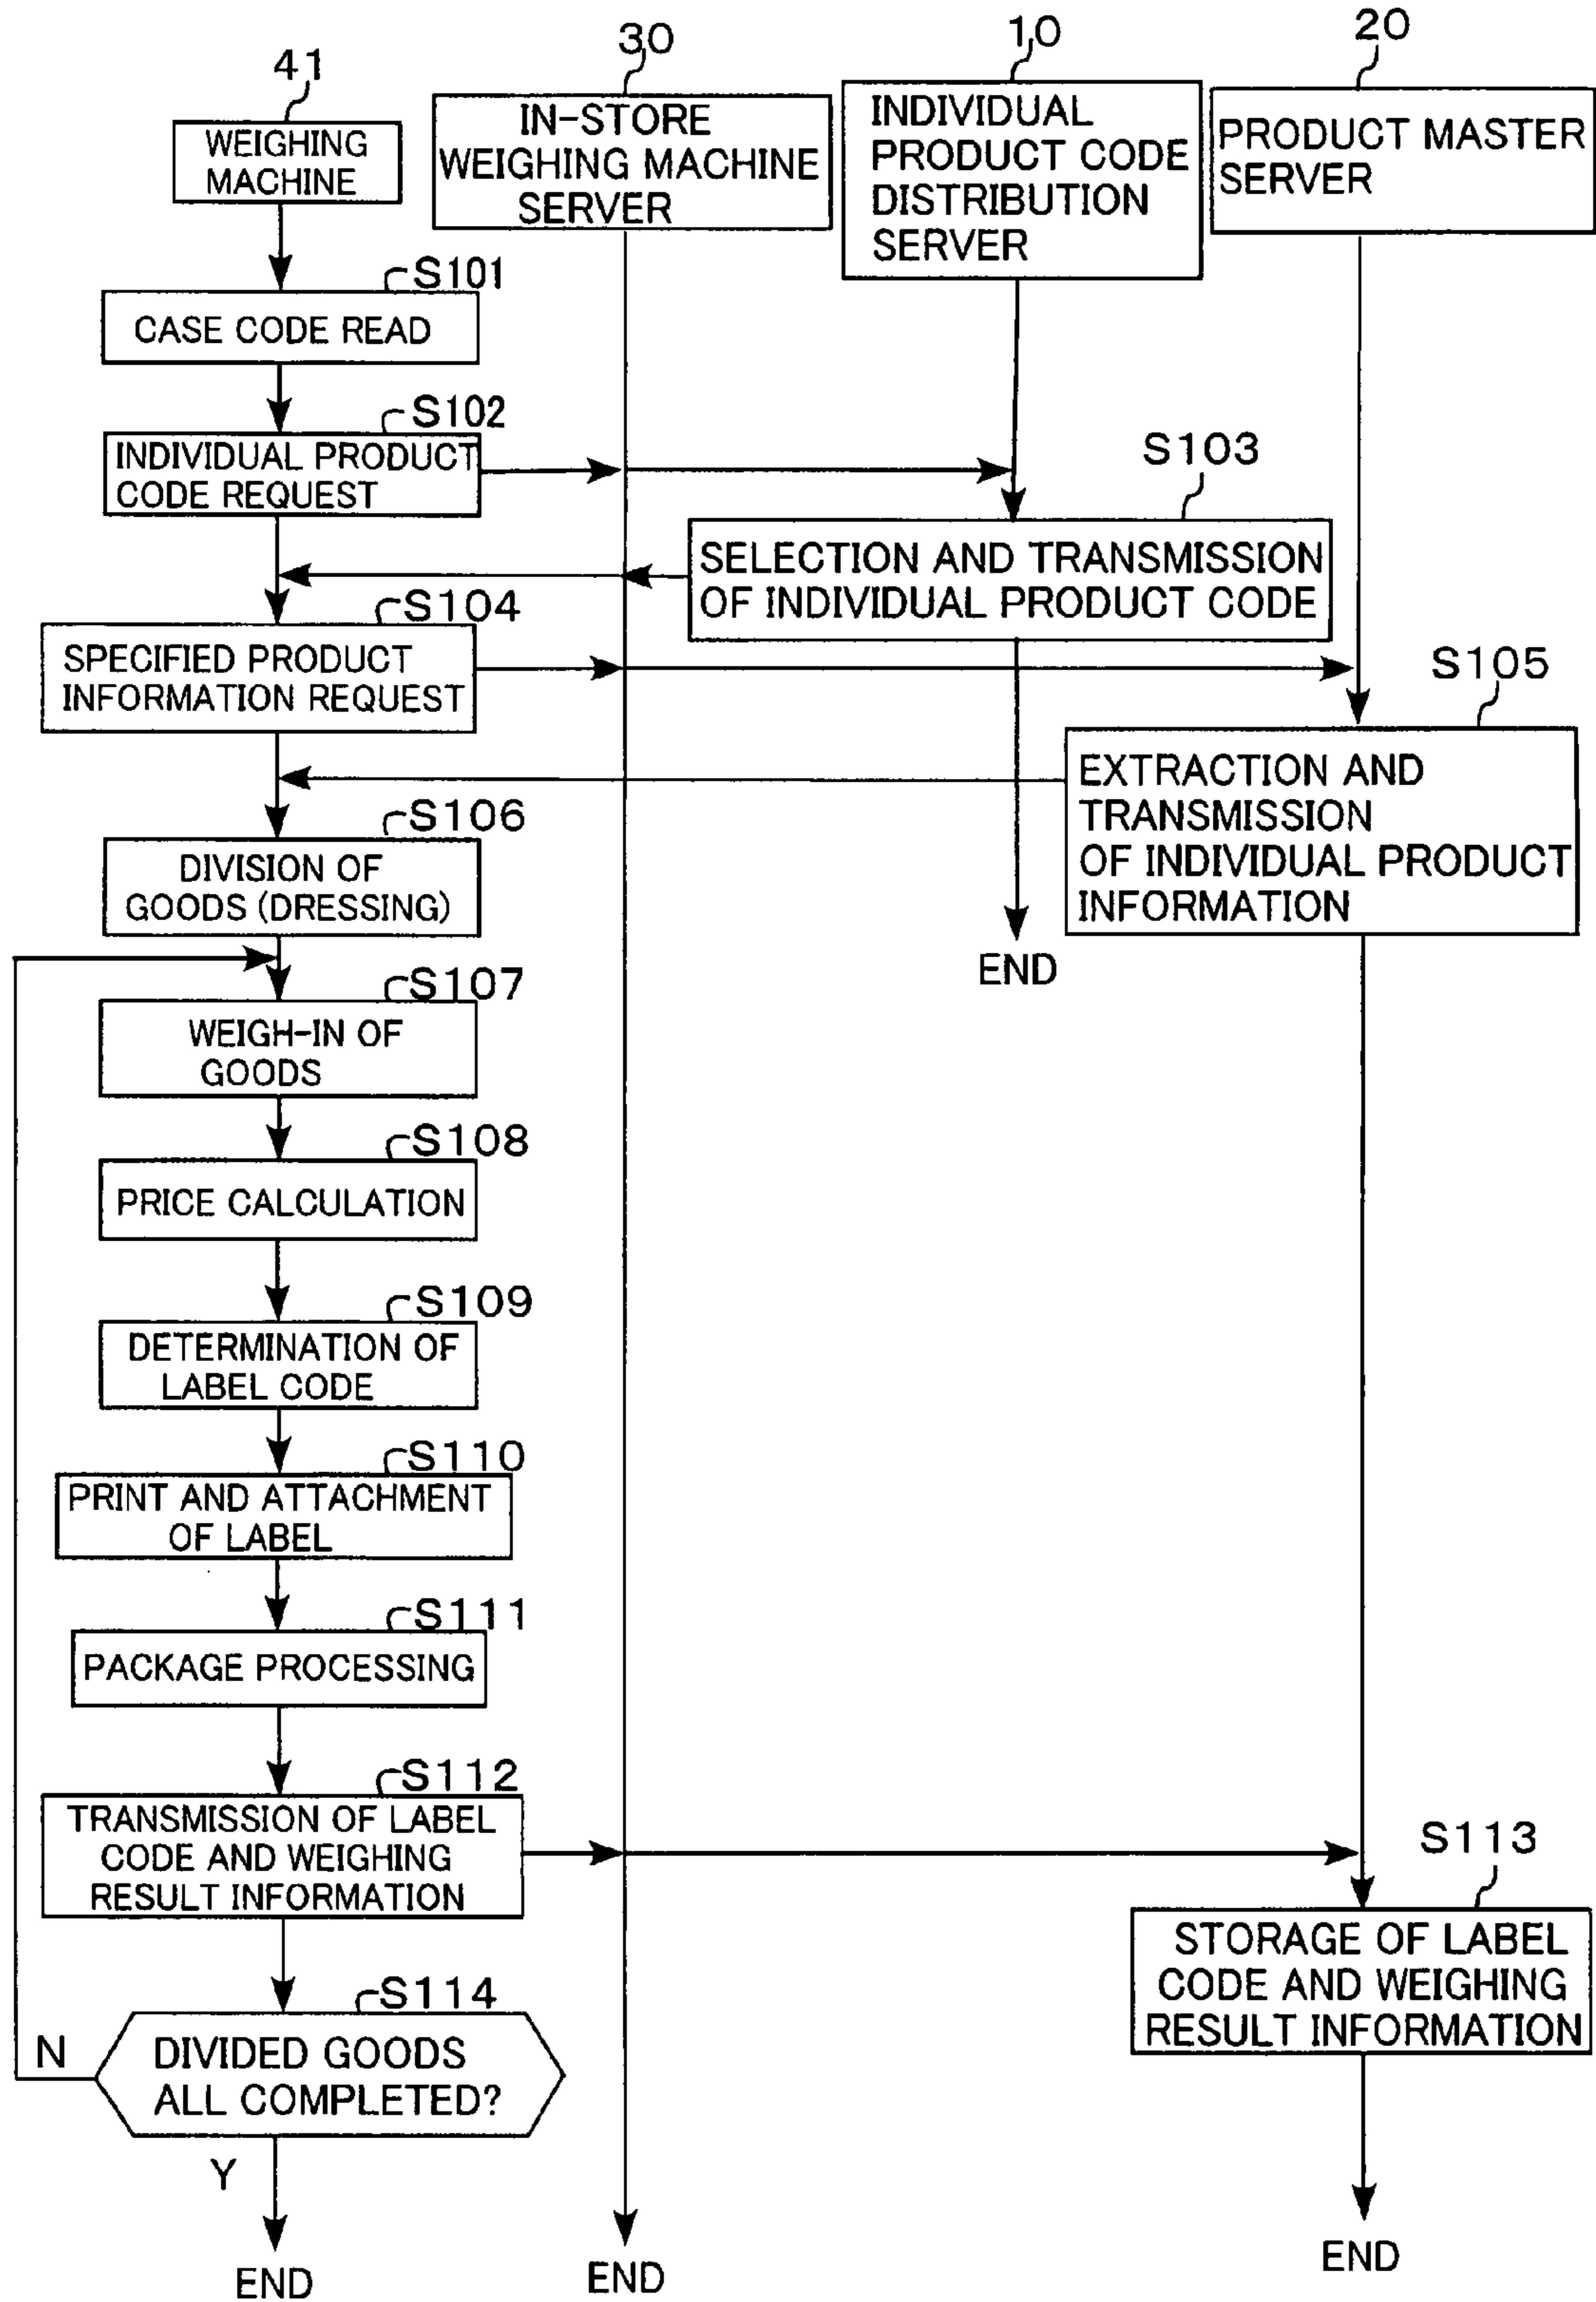 41
30
10
20
WEIGHING
MACHINE
IN-STORE
WEIGHING MACHINE
SERVER
INDIVIDUAL
PRODUCT CODE
DISTRIBUTION
SERVER
PRODUCT MASTER
SERVER
S101
CASE CODE READ
S102
INDIVIDUAL PRODUCT
CODE REQUEST
S103
SELECTION AND TRANSMISSION
OF INDIVIDUAL PRODUCT CODE
S104
SPECIFIED PRODUCT
INFORMATION REQUEST
S105
EXTRACTION AND
TRANSMISSION
OF INDIVIDUAL PRODUCT
INFORMATION
S106
DIVISION OF
GOODS (DRESSING)
END
S107
WEIGH-IN OF
GOODS
S108
PRICE CALCULATION
S109
DETERMINATION OF
LABEL CODE
S110
PRINT AND ATTACHMENT
OF LABEL
S111
PACKAGE PROCESSING
S112
TRANSMISSION OF LABEL
CODE AND WEIGHING
RESULT INFORMATION
S113
STORAGE OF LABEL
CODE AND WEIGHING
RESULT INFORMATION
S114
N
DIVIDED GOODS
ALL COMPLETED?
Y
END
END
END